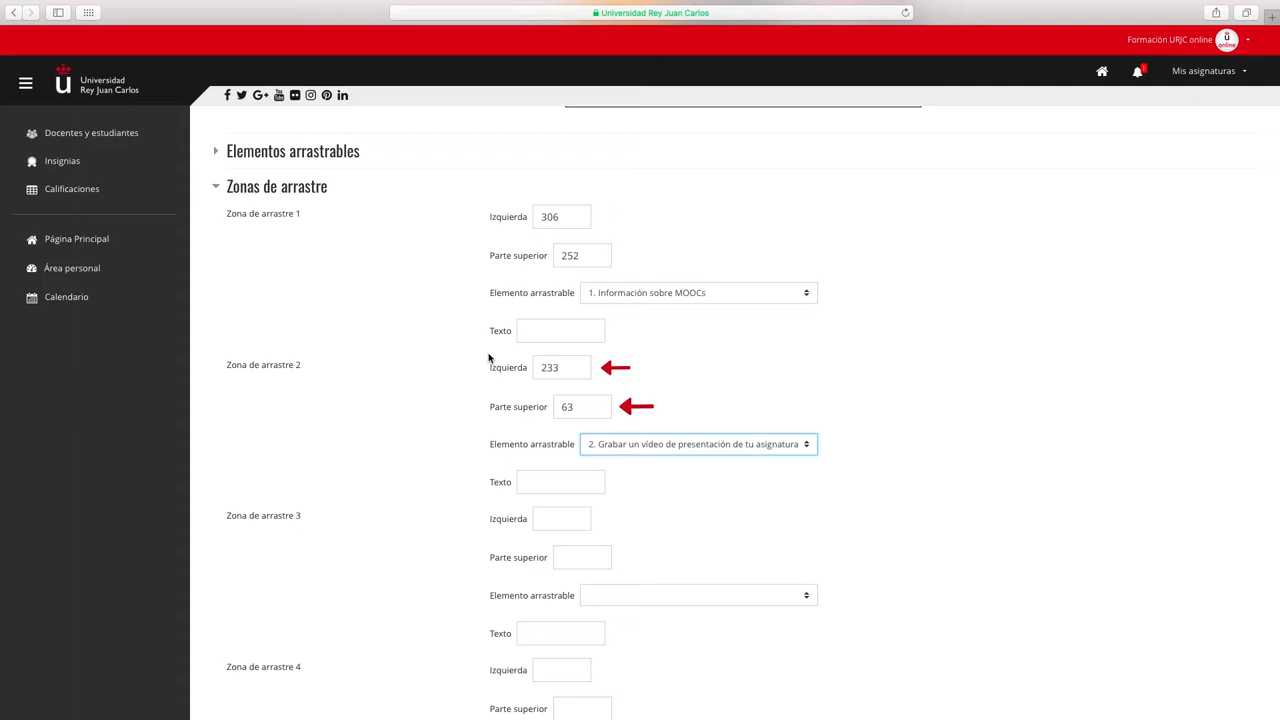 Universidad Rey Juan Carlos
Formación URJC online
ü online
Universidad
Rey Juan Carlos
1
Mis asignaturas
Docentes y estudiantes
Insignias
Calificaciones
Página Principal
Área personal
Calendario
Elementos arrastrables
Zonas de arrastre
Zona de arrastre 1
Izquierda 306
Parte superior 252
Elemento arrastrable 1. Información sobre MOOCs
Texto
Zona de arrastre 2
Izquierda 233
Parte superior 63
Elemento arrastrable 2. Grabar un vídeo de presentación de tu asignatura
Texto
Zona de arrastre 3
Izquierda
Parte superior
Elemento arrastrable
Texto
Zona de arrastre 4
Izquierda
Parte superior